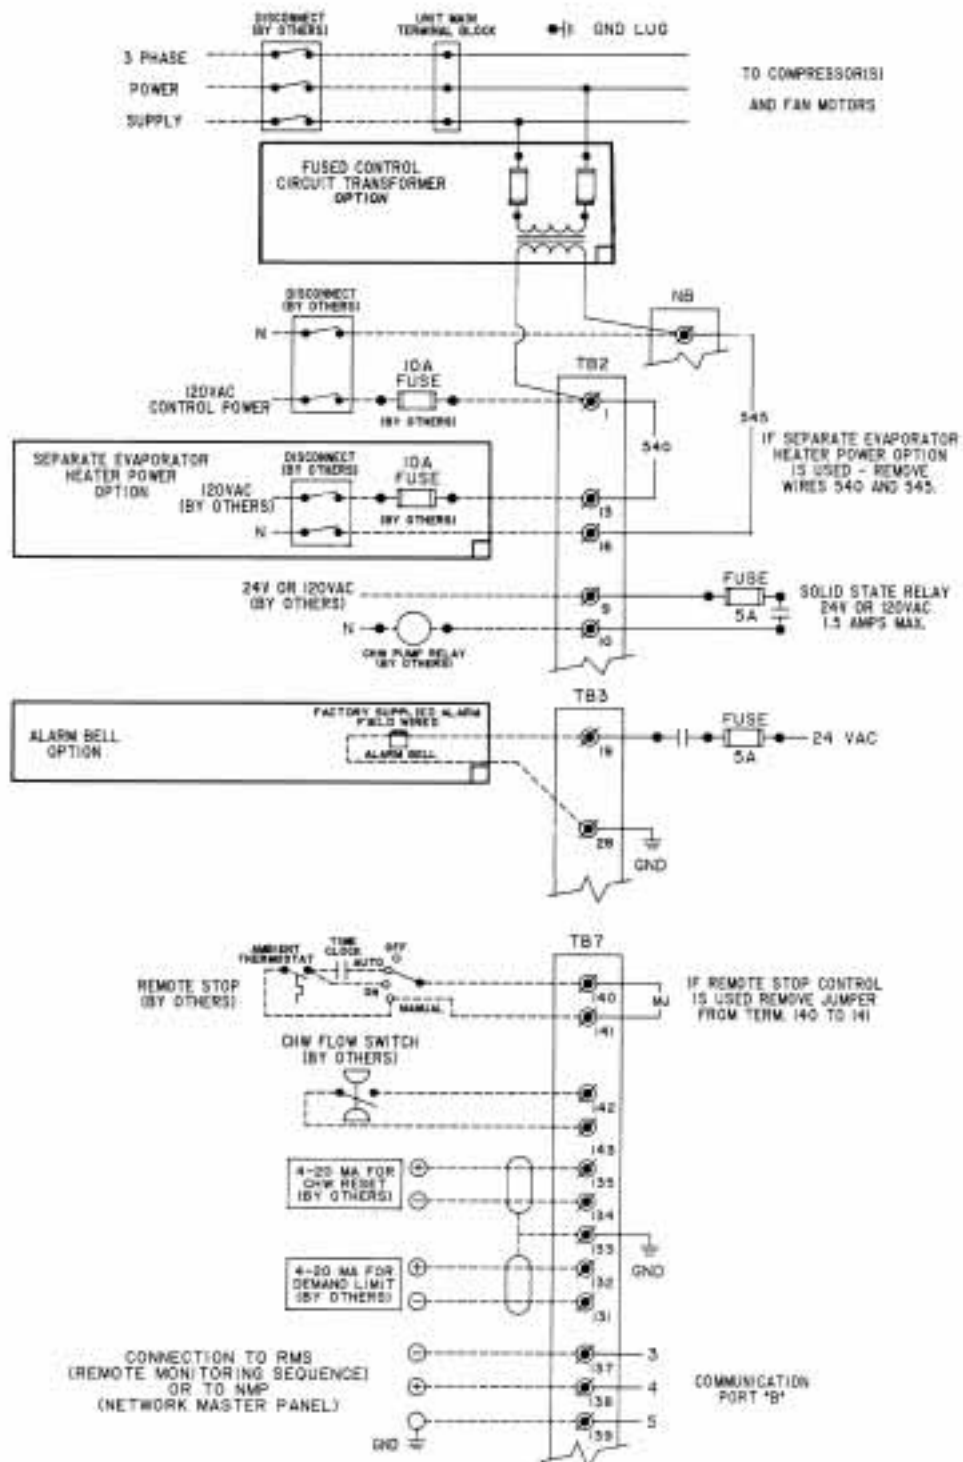 DISCONNECT
(BY OTHERS)
UNIT MAIN
TERMINAL BLOCK
GND LUG
3 PHASE
POWER
SUPPLY
TO COMPRESSOR(S)
AND FAN MOTORS
FUSED CONTROL
CIRCUIT TRANSFORMER
OPTION
DISCONNECT
(BY OTHERS)
NB
N
TB2
120VAC
CONTROL POWER
10A
FUSE
(BY OTHERS)
1
540
545
IF SEPARATE EVAPORATOR
HEATER POWER OPTION
IS USED - REMOVE
WIRES 540 AND 545.
SEPARATE EVAPORATOR
HEATER POWER
OPTION
120VAC
(BY OTHERS)
N
DISCONNECT
(BY OTHERS)
10A
FUSE
(BY OTHERS)
15
16
24V OR 120VAC
(BY OTHERS)
9
FUSE
5A
SOLID STATE RELAY
24V OR 120VAC
1.5 AMPS MAX.
N
CHW PUMP RELAY
(BY OTHERS)
10
TB3
ALARM BELL
OPTION
FACTORY SUPPLIED ALARM
FIELD WIRED
ALARM BELL
19
FUSE
5A
24 VAC
28
GND
TB7
REMOTE STOP
(BY OTHERS)
AMBIENT
THERMOSTAT
TIME
CLOCK
AUTO
OFF
ON
MANUAL
140
141
MJ
IF REMOTE STOP CONTROL
IS USED REMOVE JUMPER
FROM TERM. 140 TO 141
CHW FLOW SWITCH
(BY OTHERS)
142
143
4-20 MA FOR
CHW RESET
(BY OTHERS)
+
-
135
134
133
GND
4-20 MA FOR
DEMAND LIMIT
(BY OTHERS)
+
-
132
131
CONNECTION TO RMS
(REMOTE MONITORING SEQUENCE)
OR TO NMP
(NETWORK MASTER PANEL)
-
+
GND
137
138
139
3
4
5
COMMUNICATION
PORT "B"